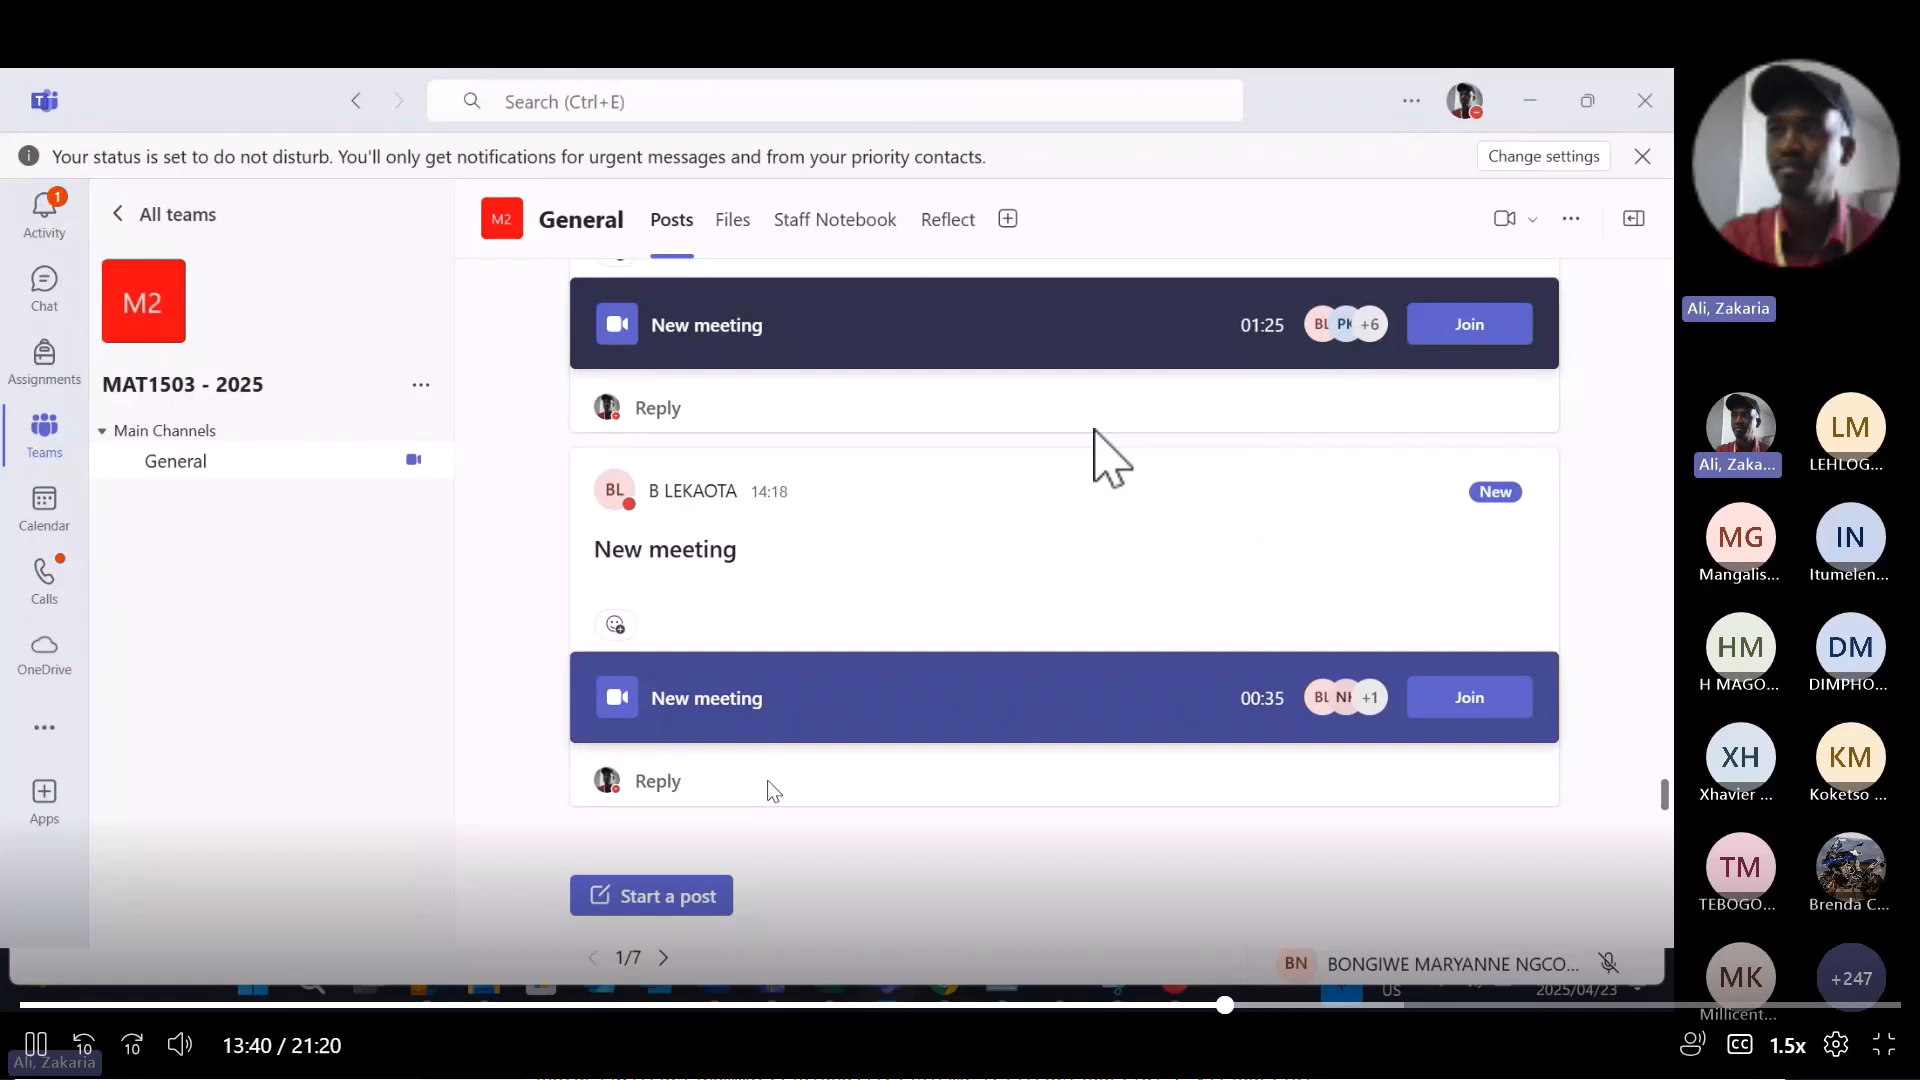 Search (Ctrl+E)
Your status is set to do not disturb. You'll only get notifications for urgent messages and from your priority contacts.
Change settings
1
Activity
Chat
Assignments
Teams
Calendar
Calls
OneDrive
Apps
All teams
M2
MAT1503 - 2025
Main Channels
General
M2
General
Posts
Files
Staff Notebook
Reflect
New meeting
01:25
BL
PK
+6
Join
Reply
BL
B LEKAOTA
14:18
New
New meeting
New meeting
00:35
BL
+1
Join
Reply
Start a post
1/7
BN
BONGIWE MARYANNE NGCO...
US
2025/04/23
Ali, Zakaria
Ali, Zaka...
LM
LEHLOG...
MG
Mangalis...
IN
Itumelen...
HM
H MAGO...
DM
DIMPHO...
XH
Xhavier ...
KM
Koketso ...
TM
TEBOGO...
Brenda C...
MK
Millicent...
+247
10
10
13:40 / 21:20
Ali, Zakaria
CC
1.5x